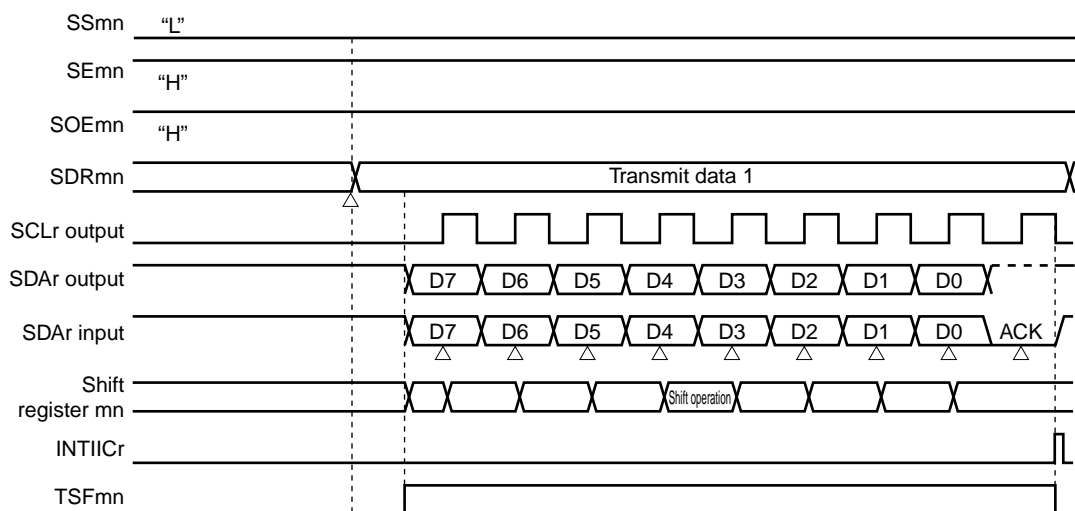 SSmn “L”
SEmn “H”
SOEmn “H”
SDRmn Transmit data 1
SCLr output
SDAr output D7 D6 D5 D4 D3 D2 D1 D0
SDAr input D7 D6 D5 D4 D3 D2 D1 D0 ACK
Shift
register mn Shift operation
INTIICr
TSFmn